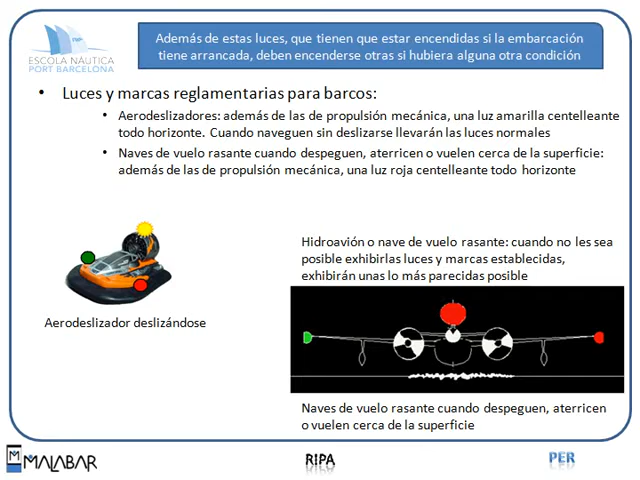 Además de estas luces, que tienen que estar encendidas si la embarcación
tiene arrancada, deben encenderse otras si hubiera alguna otra condición
ESCOLA NÀUTICA
PORT BARCELONA
• Luces y marcas reglamentarias para barcos:
• Aerodeslizadores: además de las de propulsión mecánica, una luz amarilla centelleante
todo horizonte. Cuando naveguen sin deslizarse llevarán las luces normales
• Naves de vuelo rasante cuando despeguen, aterricen o vuelen cerca de la superficie:
además de las de propulsión mecánica, una luz roja centelleante todo horizonte
Hidroavión o nave de vuelo rasante: cuando no les sea
posible exhibirlas luces y marcas establecidas,
exhibirán unas lo más parecidas posible
Aerodeslizador deslizándose
Naves de vuelo rasante cuando despeguen, aterricen
o vuelen cerca de la superficie
MALABAR
RIPA
PER